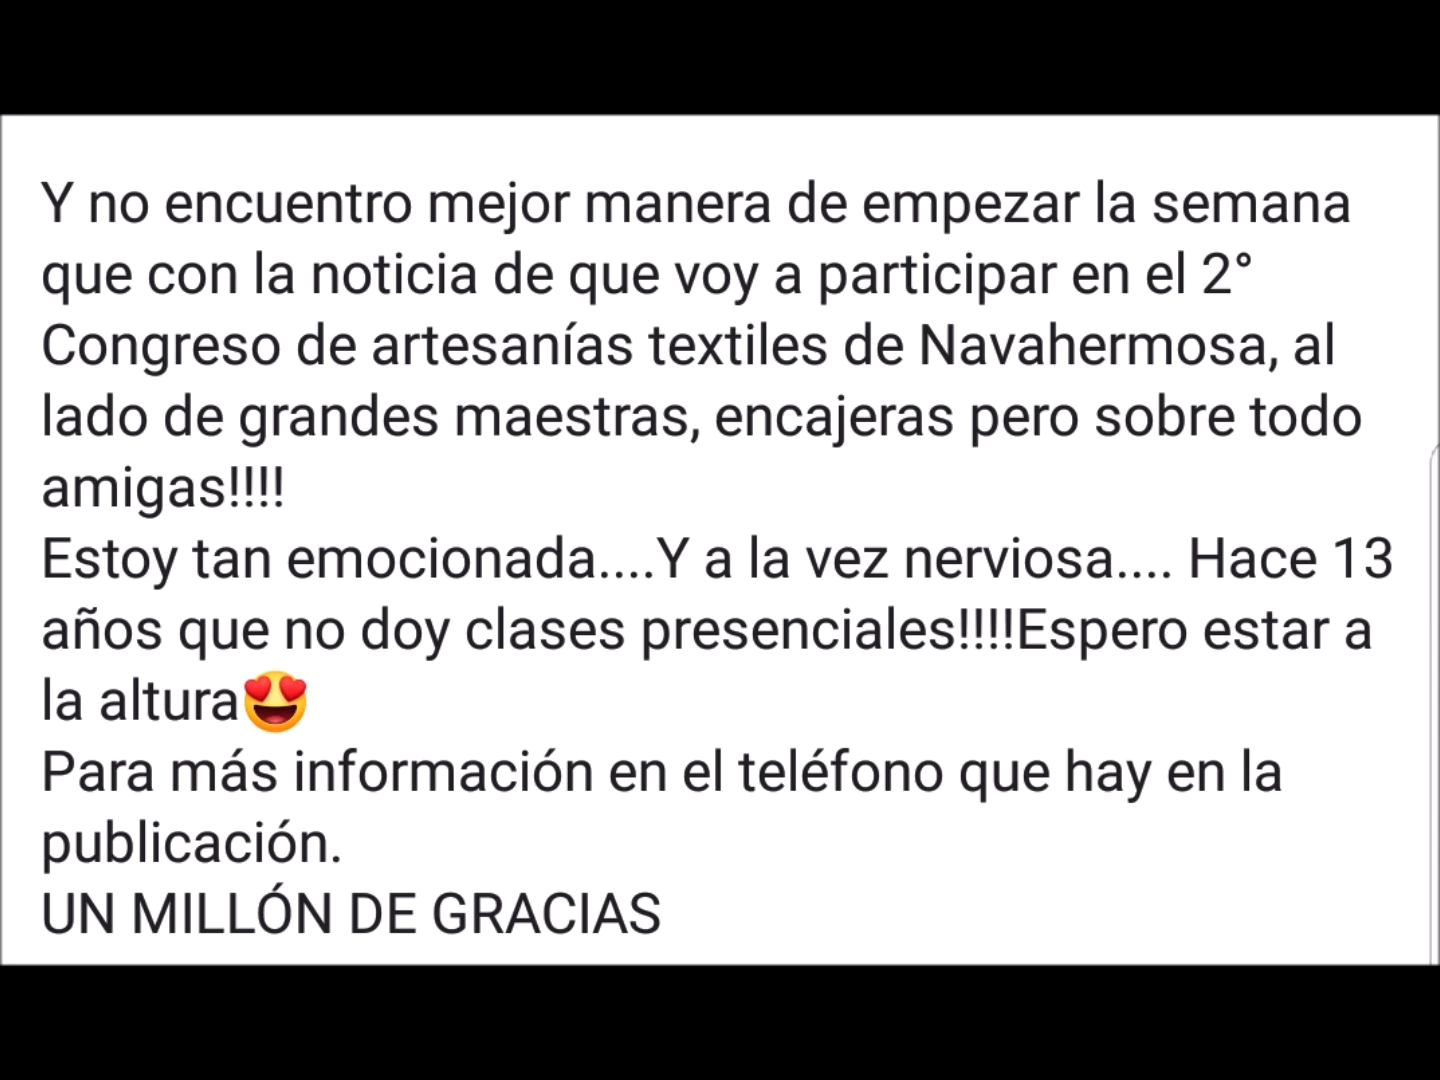 Y no encuentro mejor manera de empezar la semana
que con la noticia de que voy a participar en el 2°
Congreso de artesanías textiles de Navahermosa, al
lado de grandes maestras, encajeras pero sobre todo
amigas!!!!
Estoy tan emocionada....Y a la vez nerviosa.... Hace 13
años que no doy clases presenciales!!!!Espero estar a
la altura😍
Para más información en el teléfono que hay en la
publicación.
UN MILLÓN DE GRACIAS